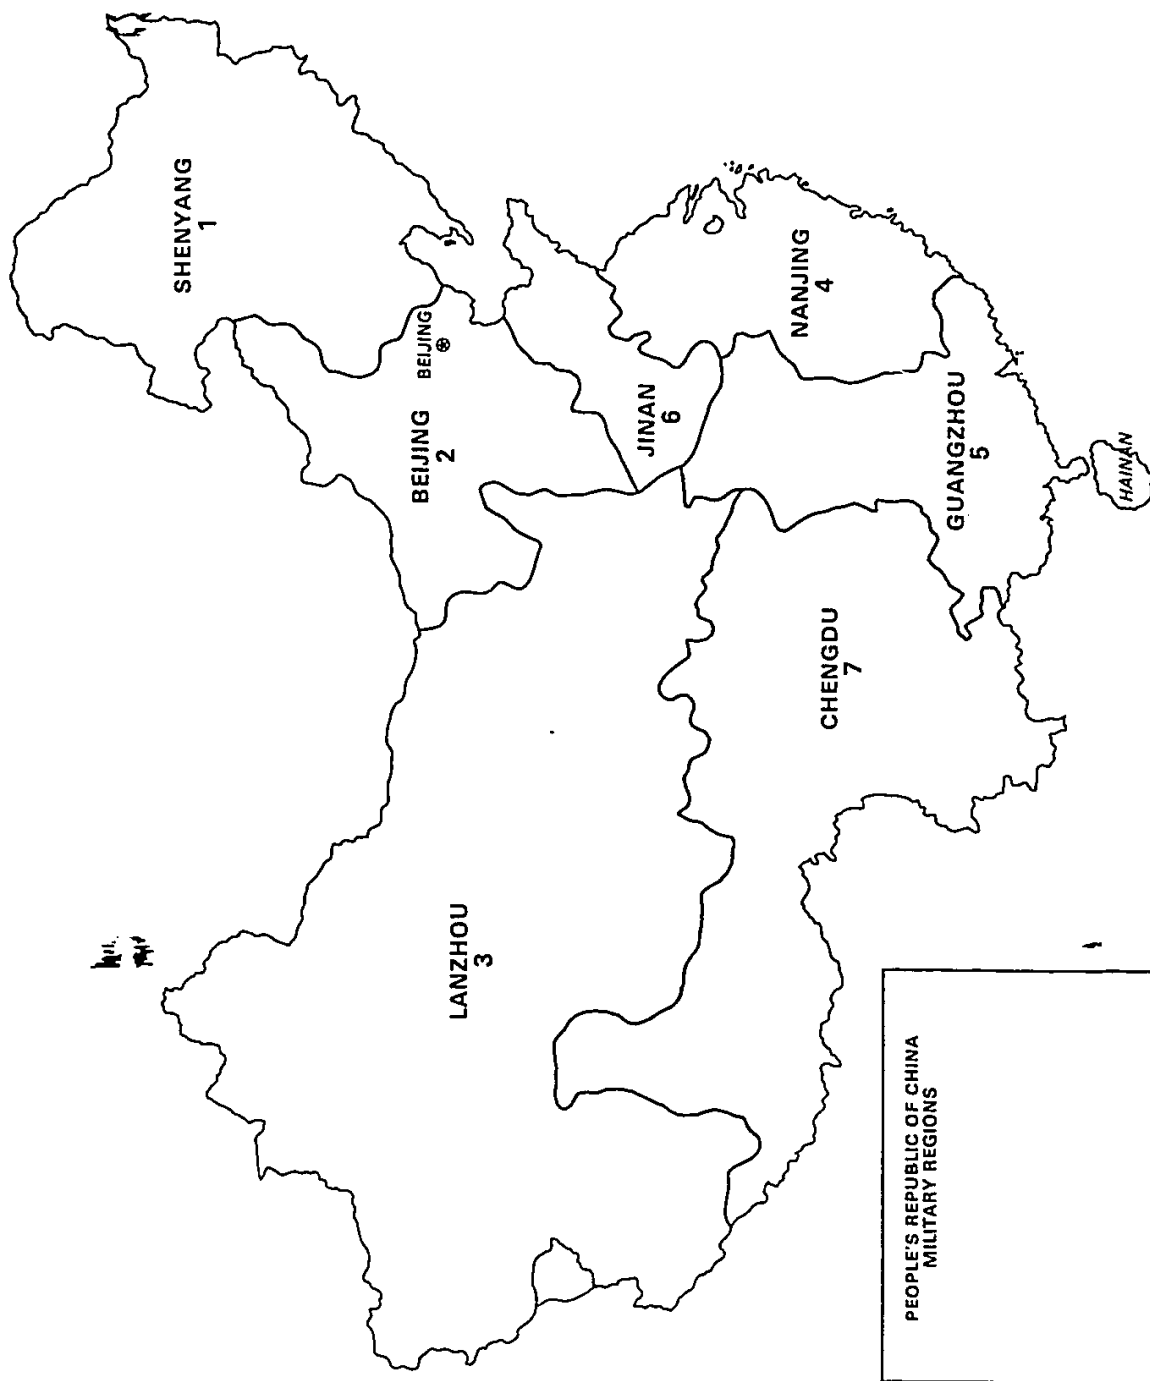 SHENYANG
1
BEIJING
BEIJING
2
LANZHOU
3
JINAN
6
NANJING
4
GUANGZHOU
5
CHENGDU
7
HAINAN
PEOPLE'S REPUBLIC OF CHINA
MILITARY REGIONS